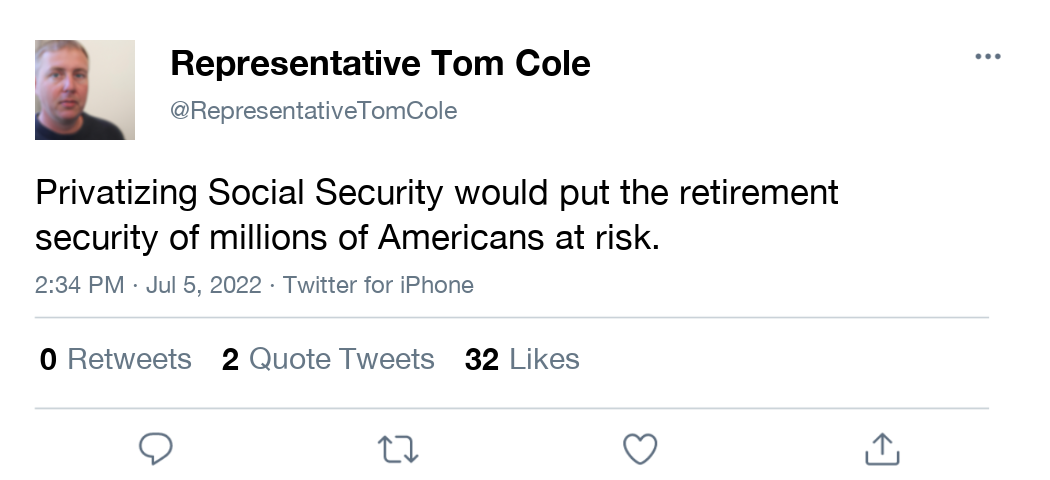 Representative Tom Cole
@RepresentativeTomCole
Privatizing Social Security would put the retirement
security of millions of Americans at risk.
2:34 PM · Jul 5, 2022 · Twitter for iPhone
0 Retweets 2 Quote Tweets 32 Likes